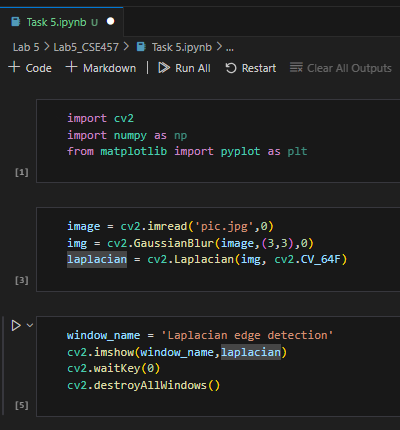 Task 5.ipynb U ●
Lab 5 > Lab5_CSE457 > Task 5.ipynb > ...
+ Code + Markdown | Run All Restart Clear All Outputs
import cv2
import numpy as np
from matplotlib import pyplot as plt
[1]
image = cv2.imread('pic.jpg',0)
img = cv2.GaussianBlur(image,(3,3),0)
laplacian = cv2.Laplacian(img, cv2.CV_64F)
[3]
window_name = 'Laplacian edge detection'
cv2.imshow(window_name,laplacian)
cv2.waitKey(0)
cv2.destroyAllWindows()
[5]